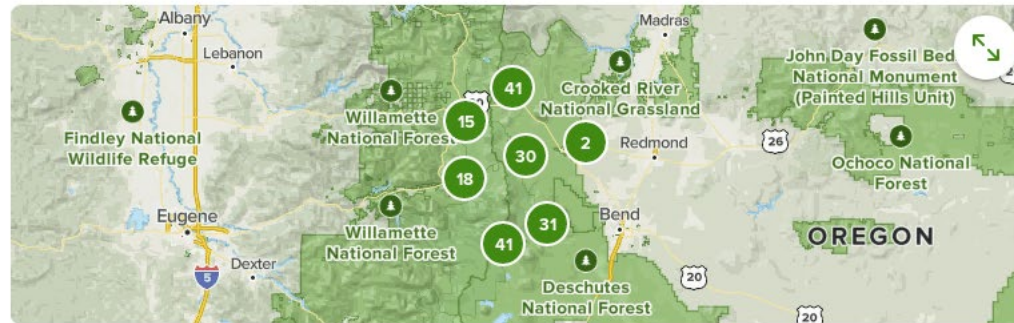 Albany
Madras
Lebanon
John Day Fossil Bed
National Monument
(Painted Hills Unit)
Crooked River
National Grassland
41
20
15
Willamette
National Forest
Findley National
Wildlife Refuge
2
Redmond
26
30
Ochoco National
Forest
18
Eugene
Willamette
National Forest
31
41
Bend
OREGON
Dexter
5
Deschutes
National Forest
20
20